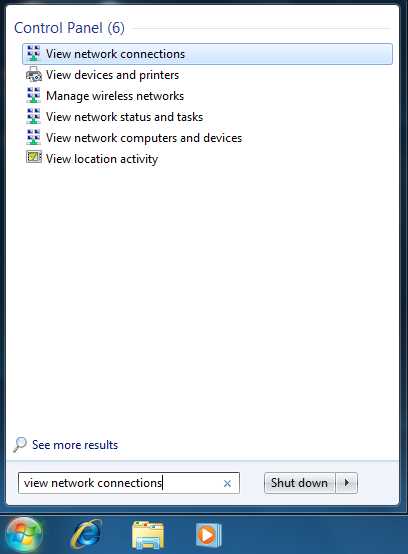 Control Panel (6)
View network connections
View devices and printers
Manage wireless networks
View network status and tasks
View network computers and devices
View location activity
See more results
view network connections
Shut down